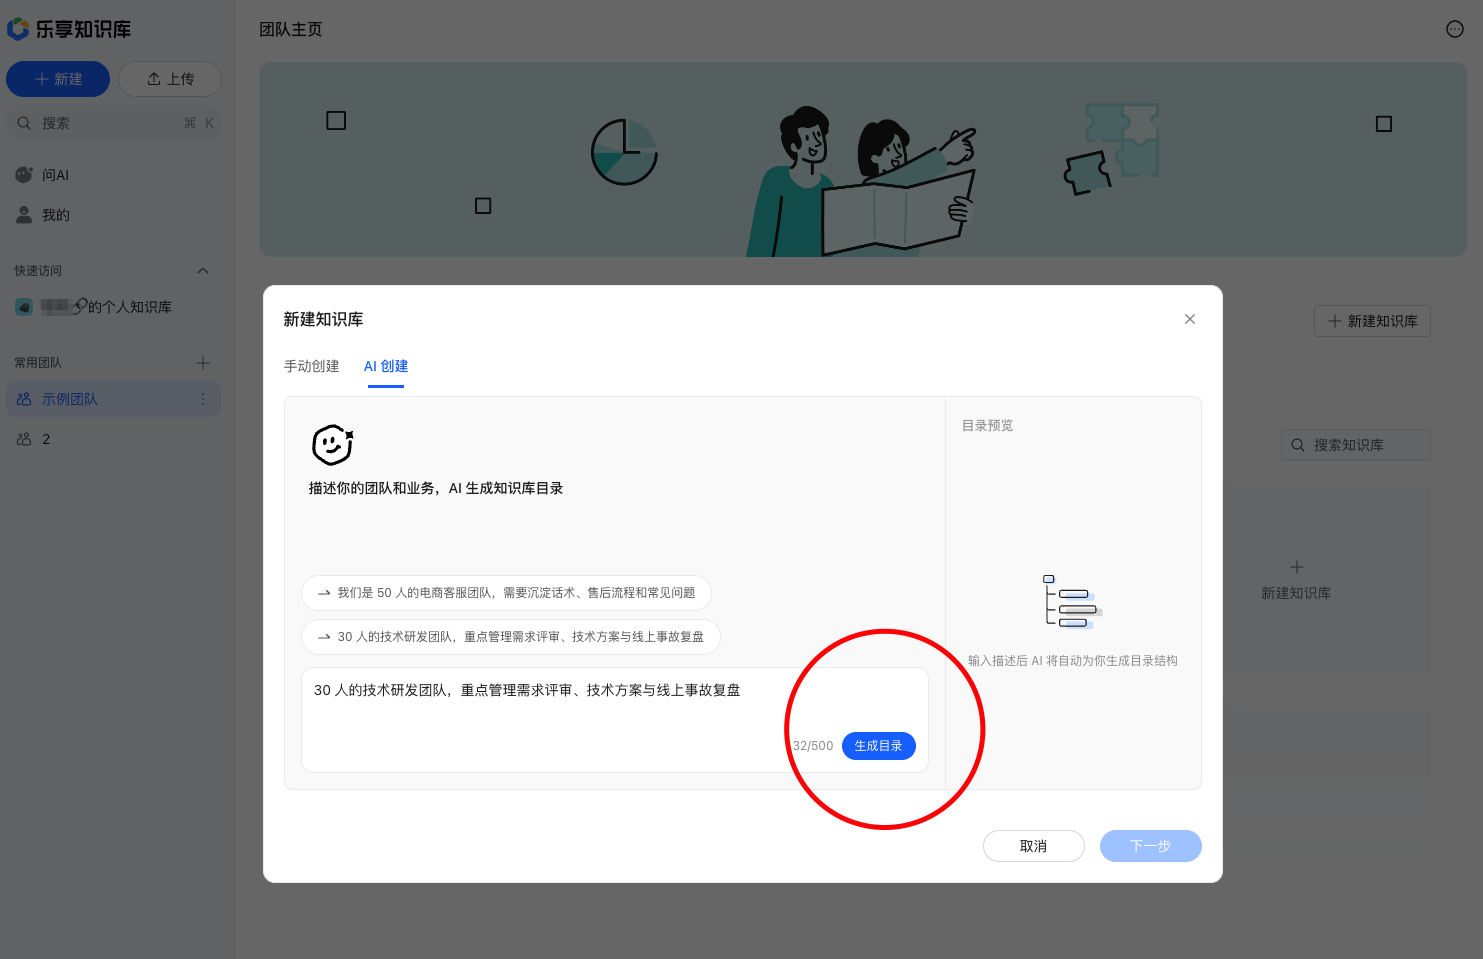 乐享知识库
团队主页
新建
上传
搜索
⌘ K
问AI
我的
快速访问
的个人知识库
常用团队
示例团队
2
新建知识库
搜索知识库
新建知识库
新建知识库
手动创建
AI 创建
描述你的团队和业务，AI 生成知识库目录
我们是 50 人的电商客服团队，需要沉淀话术、售后流程和常见问题
30 人的技术研发团队，重点管理需求评审、技术方案与线上事故复盘
30 人的技术研发团队，重点管理需求评审、技术方案与线上事故复盘
32/500
生成目录
目录预览
输入描述后 AI 将自动为你生成目录结构
取消
下一步